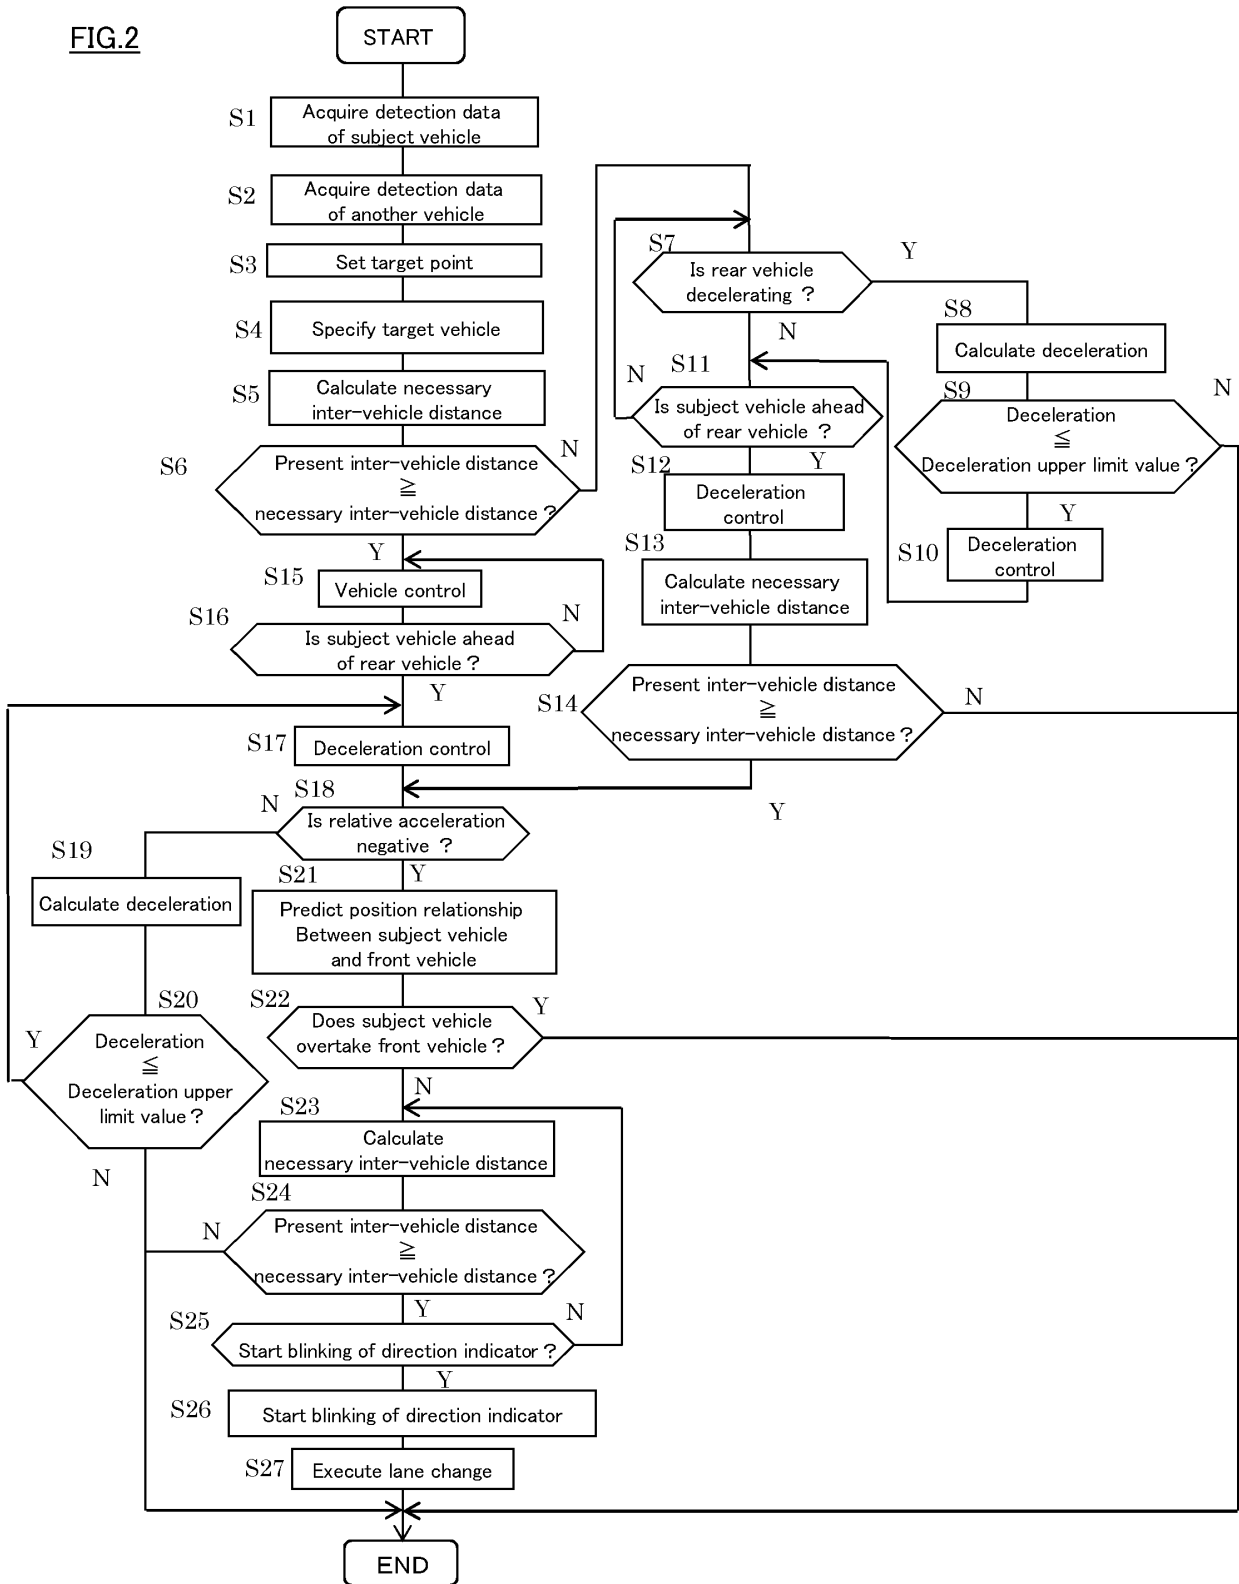 FIG.2
START
S1
Acquire detection data
of subject vehicle
S2
Acquire detection data
of another vehicle
S3
Set target point
S4
Specify target vehicle
S5
Calculate necessary
inter-vehicle distance
S6
Present inter-vehicle distance
≧
necessary inter-vehicle distance?
N
Y
S7
Is rear vehicle
decelerating ?
Y
N
S8
Calculate deceleration
S9
Deceleration
≦
Deceleration upper limit value?
N
Y
S10
Deceleration
control
S11
N
Is subject vehicle ahead
of rear vehicle ?
Y
S12
Deceleration
control
S13
Calculate necessary
inter-vehicle distance
S14
Present inter-vehicle distance
≧
necessary inter-vehicle distance?
N
Y
S15
Vehicle control
S16
Is subject vehicle ahead
of rear vehicle?
N
Y
S17
Deceleration control
S18
N
Is relative acceleration
negative ?
Y
S19
Calculate deceleration
S20
Y
Deceleration
≦
Deceleration upper
limit value?
N
S21
Predict position relationship
Between subject vehicle
and front vehicle
S22
Does subject vehicle
overtake front vehicle?
Y
N
S23
Calculate
necessary inter-vehicle distance
S24
N
Present inter-vehicle distance
≧
necessary inter-vehicle distance?
Y
S25
Start blinking of direction indicator?
N
Y
S26
Start blinking of direction indicator
S27
Execute lane change
END